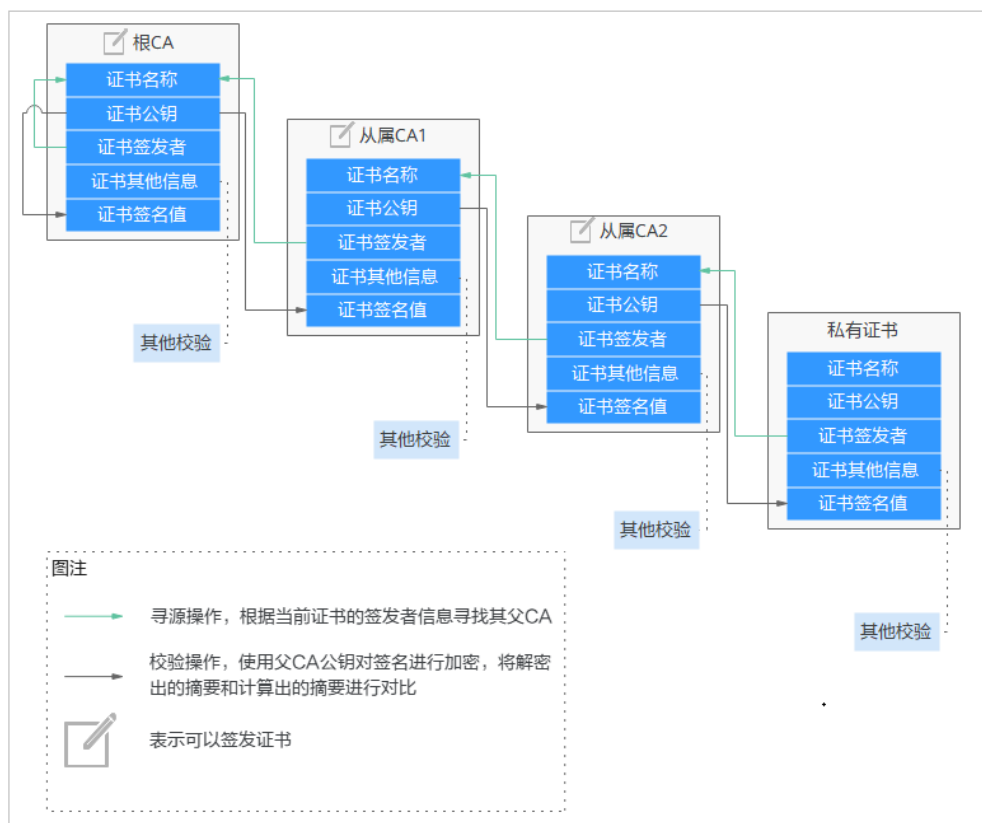 根CA
证书名称
证书公钥
证书签发者
证书其他信息
证书签名值
其他校验
从属CA1
证书名称
证书公钥
证书签发者
证书其他信息
证书签名值
其他校验
从属CA2
证书名称
证书公钥
证书签发者
证书其他信息
证书签名值
其他校验
私有证书
证书名称
证书公钥
证书签发者
证书其他信息
证书签名值
其他校验
图注
寻源操作，根据当前证书的签发者信息寻找其父CA
校验操作，使用父CA公钥对签名进行加密，将解密
出的摘要和计算出的摘要进行对比
表示可以签发证书